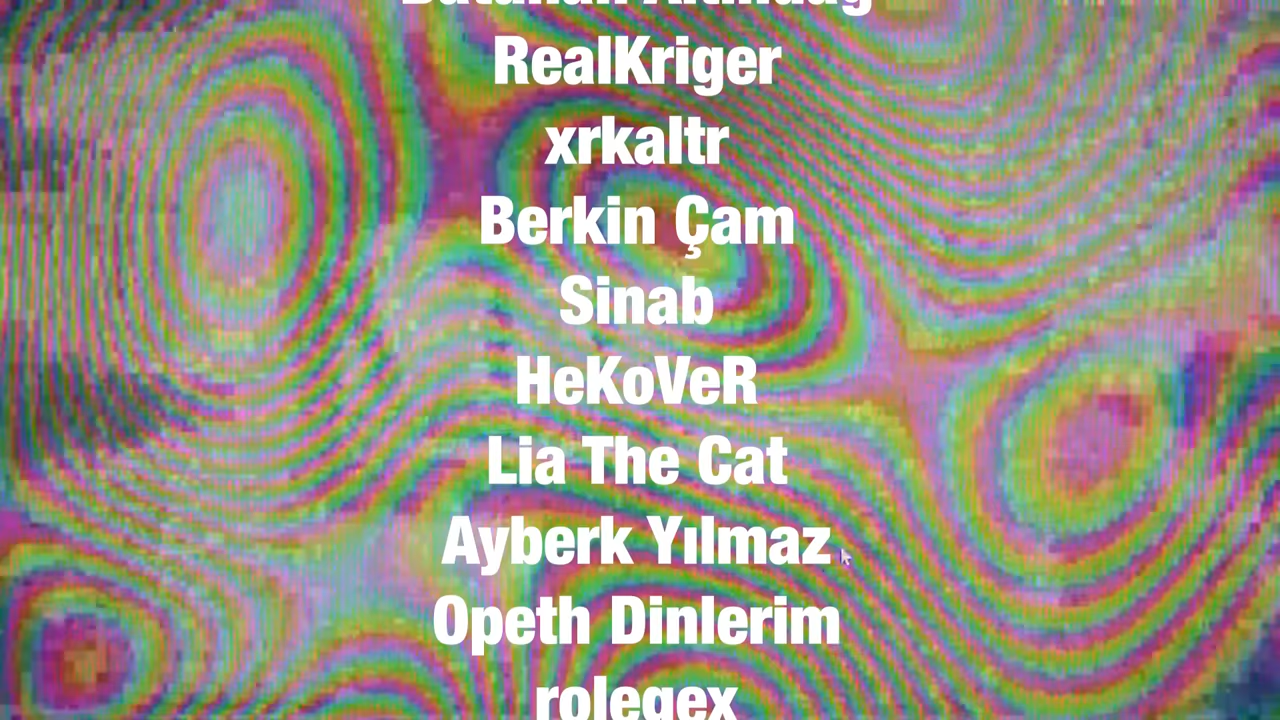 RealKriger
xrkaltr
Berkin Çam
Sinab
HeKoVeR
Lia The Cat
Ayberk Yılmaz
Opeth Dinlerim
rolegex